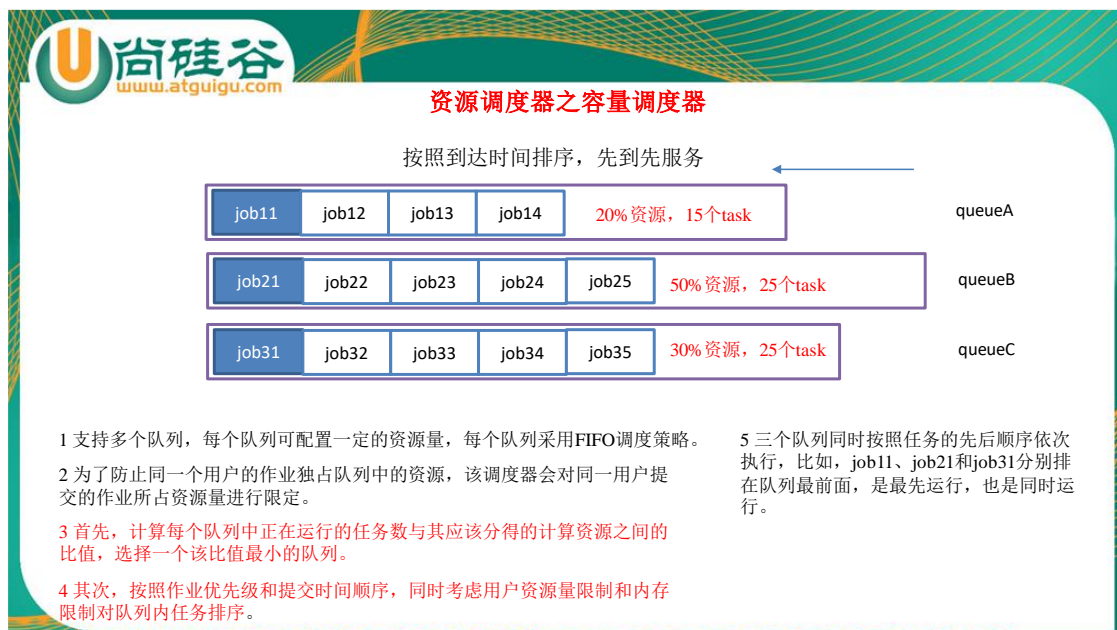 尚硅谷
www.atguigu.com
资源调度器之容量调度器
按照到达时间排序，先到先服务
job11 job12 job13 job14 20%资源，15个task queueA
job21 job22 job23 job24 job25 50%资源，25个task queueB
job31 job32 job33 job34 job35 30%资源，25个task queueC
1 支持多个队列，每个队列可配置一定的资源量，每个队列采用FIFO调度策略。
2 为了防止同一个用户的作业独占队列中的资源，该调度器会对同一用户提
交的作业所占资源量进行限定。
3 首先，计算每个队列中正在运行的任务数与其应该分得的计算资源之间的
比值，选择一个该比值最小的队列。
4 其次，按照作业优先级和提交时间顺序，同时考虑用户资源量限制和内存
限制对队列内任务排序。
5 三个队列同时按照任务的先后顺序依次
执行，比如，job11、job21和job31分别排
在队列最前面，是最先运行，也是同时运
行。